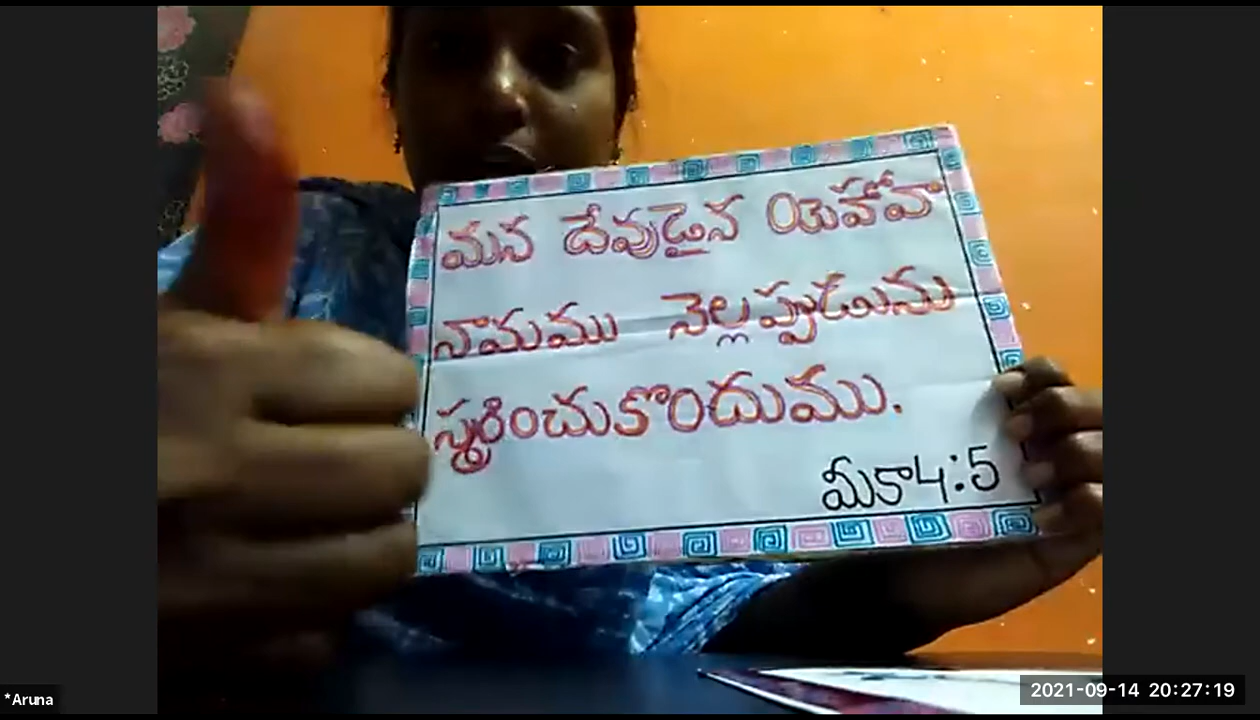 మన దేవుడైన యెహోవా
నామము నెల్లప్పుడును
స్మరించుకొందుము.
మీకా 4:5
*Aruna
2021-09-14 20:27:19